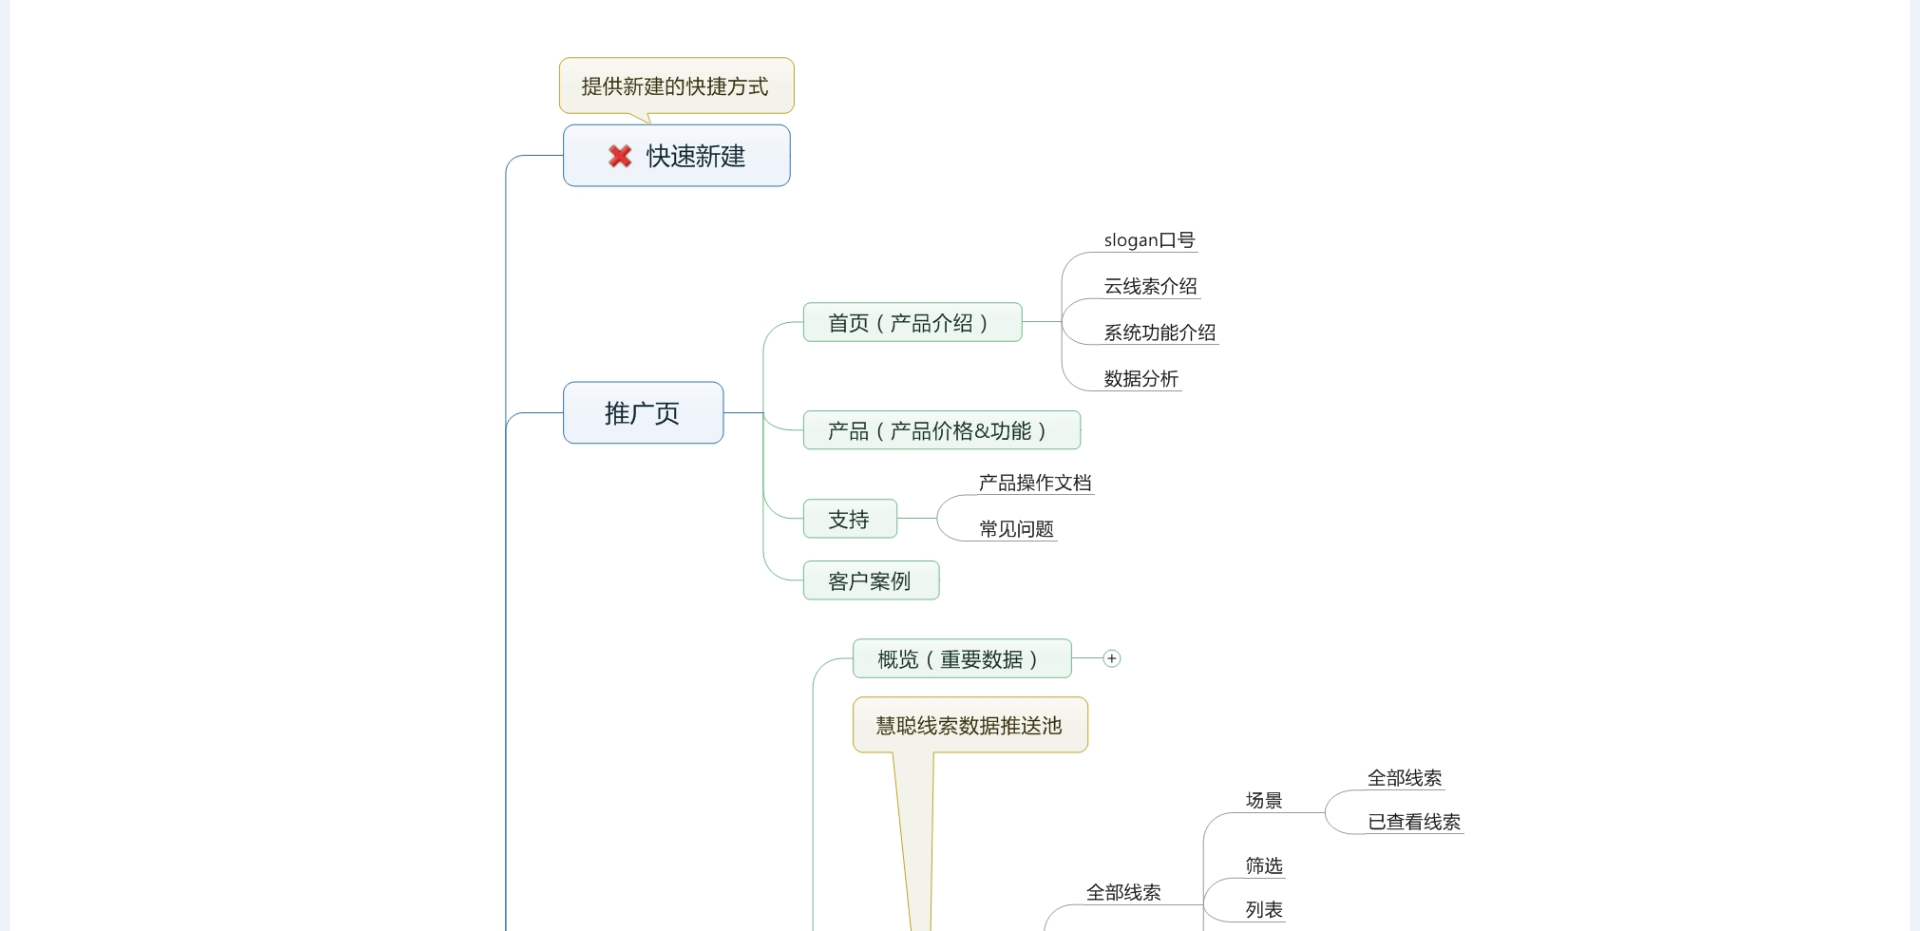 提供新建的快捷方式
快速新建
slogan口号
云线索介绍
首页（产品介绍）
系统功能介绍
数据分析
推广页
产品（产品价格&功能）
产品操作文档
支持
常见问题
客户案例
概览（重要数据）
慧聪线索数据推送池
全部线索
场景
已查看线索
筛选
全部线索
列表